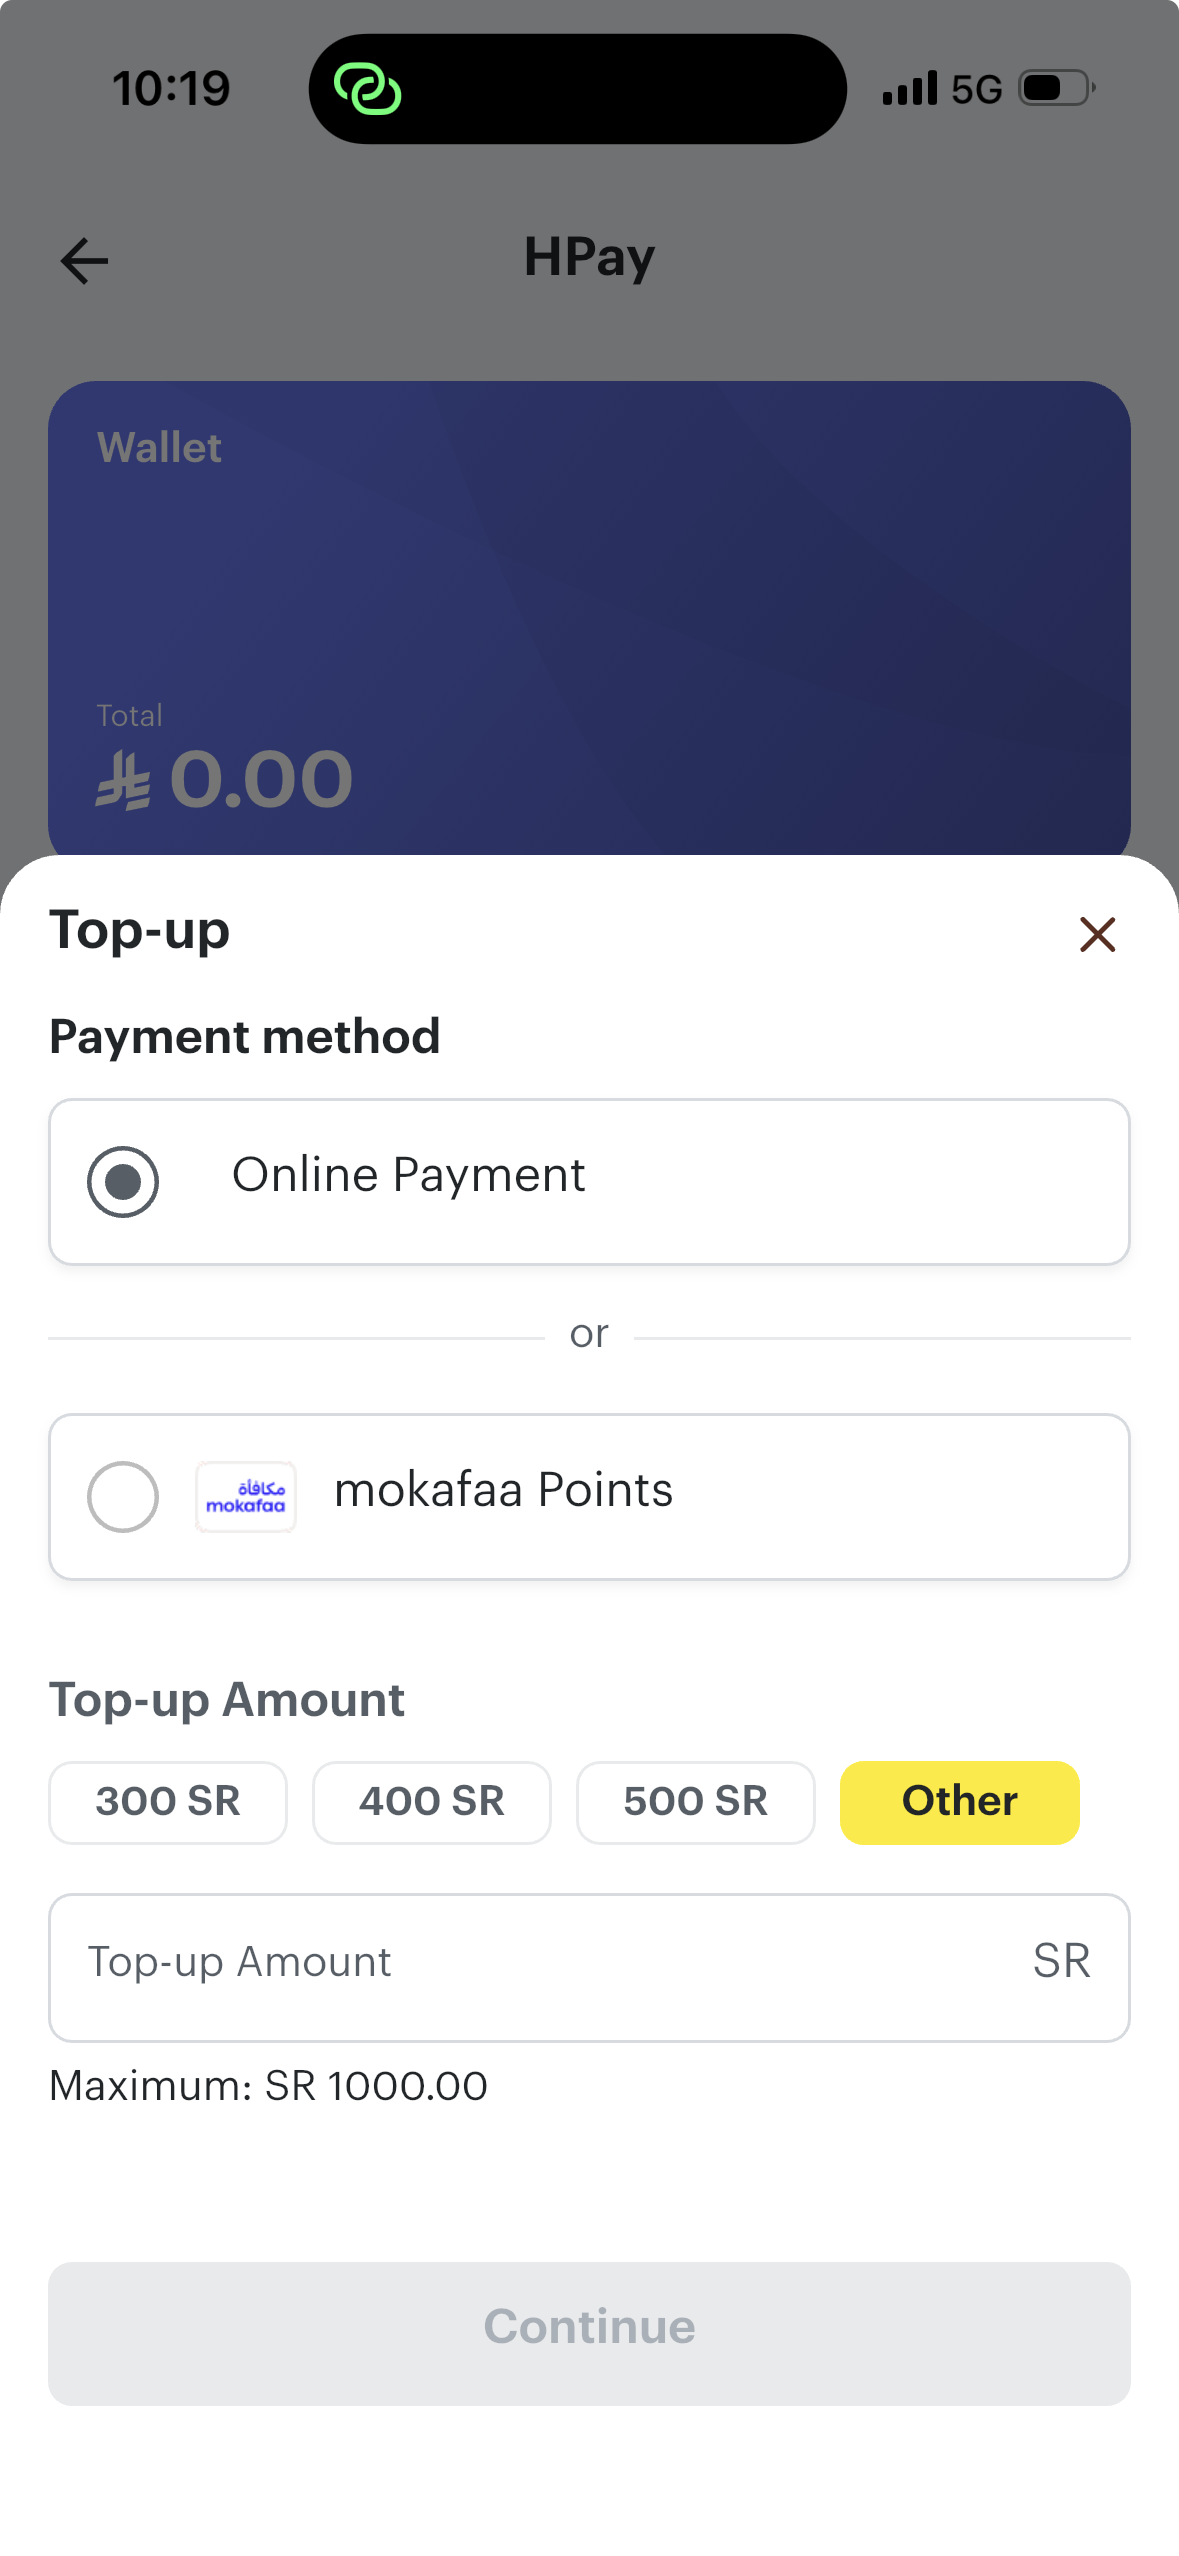 10:19
5G
HPay
Wallet
Total
0.00
Top-up
Payment method
Online Payment
or
مكافأة
mokafaa
mokafaa Points
Top-up Amount
300 SR
400 SR
500 SR
Other
Top-up Amount
SR
Maximum: SR 1000.00
Continue